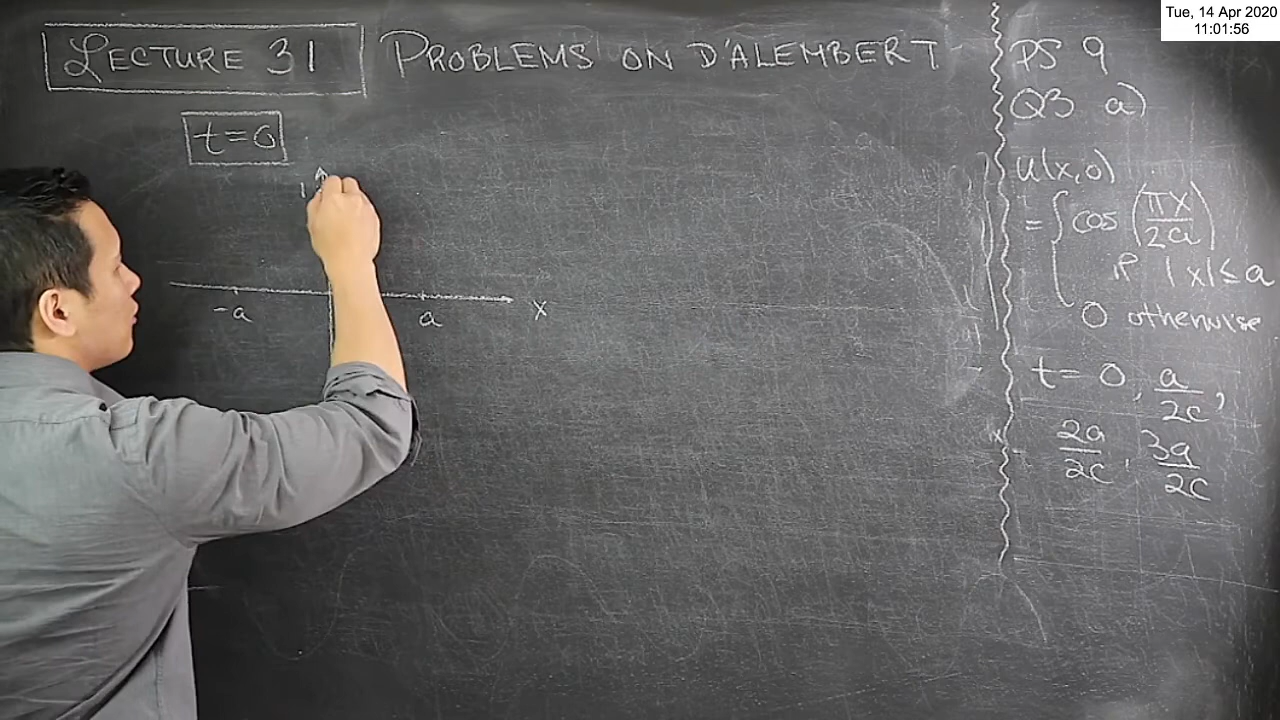 Tue, 14 Apr 2020
11:01:56
LECTURE 31 PROBLEMS ON D'ALEMBERT
t=0
1
-a a x
PS 9
Q3 a)
u(x,0)
= { cos (πx/2a)
if |x| ≤ a
0 otherwise
t = 0, a/2c,
2a/2c, 3a/2c